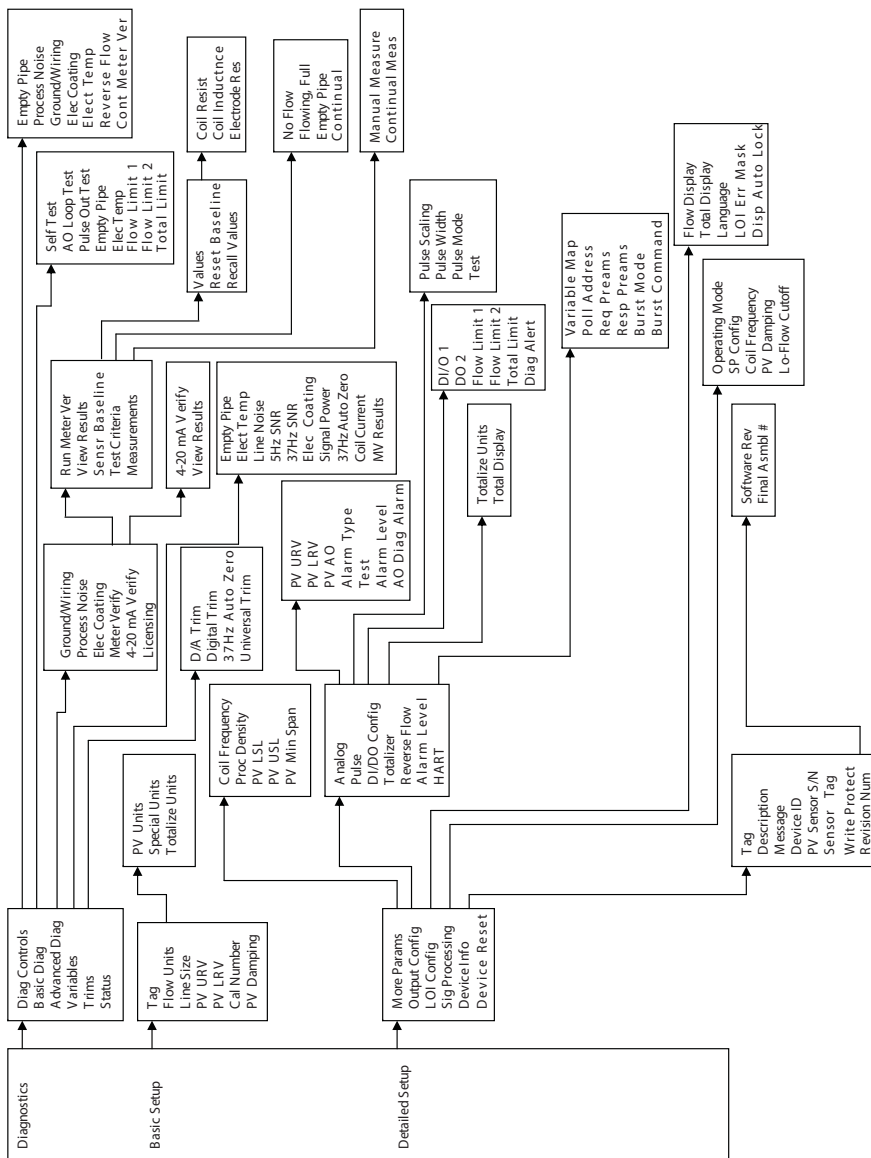 Diagnostics
Basic Setup
Detailed Setup
Diag Controls
Basic Diag
Advanced Diag
Variables
Trims
Status
Tag
Flow Units
Line Size
PV URV
PV LRV
Cal Number
PV Damping
More Params
Output Config
LOI Config
Sig Processing
Device Info
Device Reset
PV Units
Special Units
Totalize Units
Coil Frequency
Proc Density
PV LSL
PV USL
PV Min Span
Analog
Pulse
DI/DO Config
Totalizer
Reverse Flow
Alarm Level
HART
Tag
Description
Message
Device ID
PV Sensor S/N
Sensor Tag
Write Protect
Revision Num
Ground/Wiring
Process Noise
Elec Coating
Meter Verify
4-20 mA Verify
Licensing
D/A Trim
Digital Trim
37Hz Auto Zero
Universal Trim
PV URV
PV LRV
PV AO
Alarm Type
Test
Alarm Level
AO Diag Alarm
Run Meter Ver
View Results
Sensr Baseline
Test Criteria
Measurements
4-20 mA Verify
View Results
Empty Pipe
Elect Temp
Line Noise
5Hz SNR
37Hz SNR
Elec Coating
Signal Power
37Hz Auto Zero
Coil Current
MV Results
Totalize Units
Total Display
Software Rev
Final Asmbl #
Self Test
AO Loop Test
Pulse Out Test
Empty Pipe
Elec Temp
Flow Limit 1
Flow Limit 2
Total Limit
Values
Reset Baseline
Recall Values
Pulse Scaling
Pulse Width
Pulse Mode
Test
DI/O 1
DO 2
Flow Limit 1
Flow Limit 2
Total Limit
Diag Alert
Variable Map
Poll Address
Req Preams
Resp Preams
Burst Mode
Burst Command
Operating Mode
SP Config
Coil Frequency
PV Damping
Lo-Flow Cutoff
Empty Pipe
Process Noise
Ground/Wiring
Elec Coating
Elect Temp
Reverse Flow
Cont Meter Ver
Coil Resist
Coil Inductnce
Electrode Res
No Flow
Flowing, Full
Empty Pipe
Continual
Manual Measure
Continual Meas
Flow Display
Total Display
Language
LOI Err Mask
Disp Auto Lock